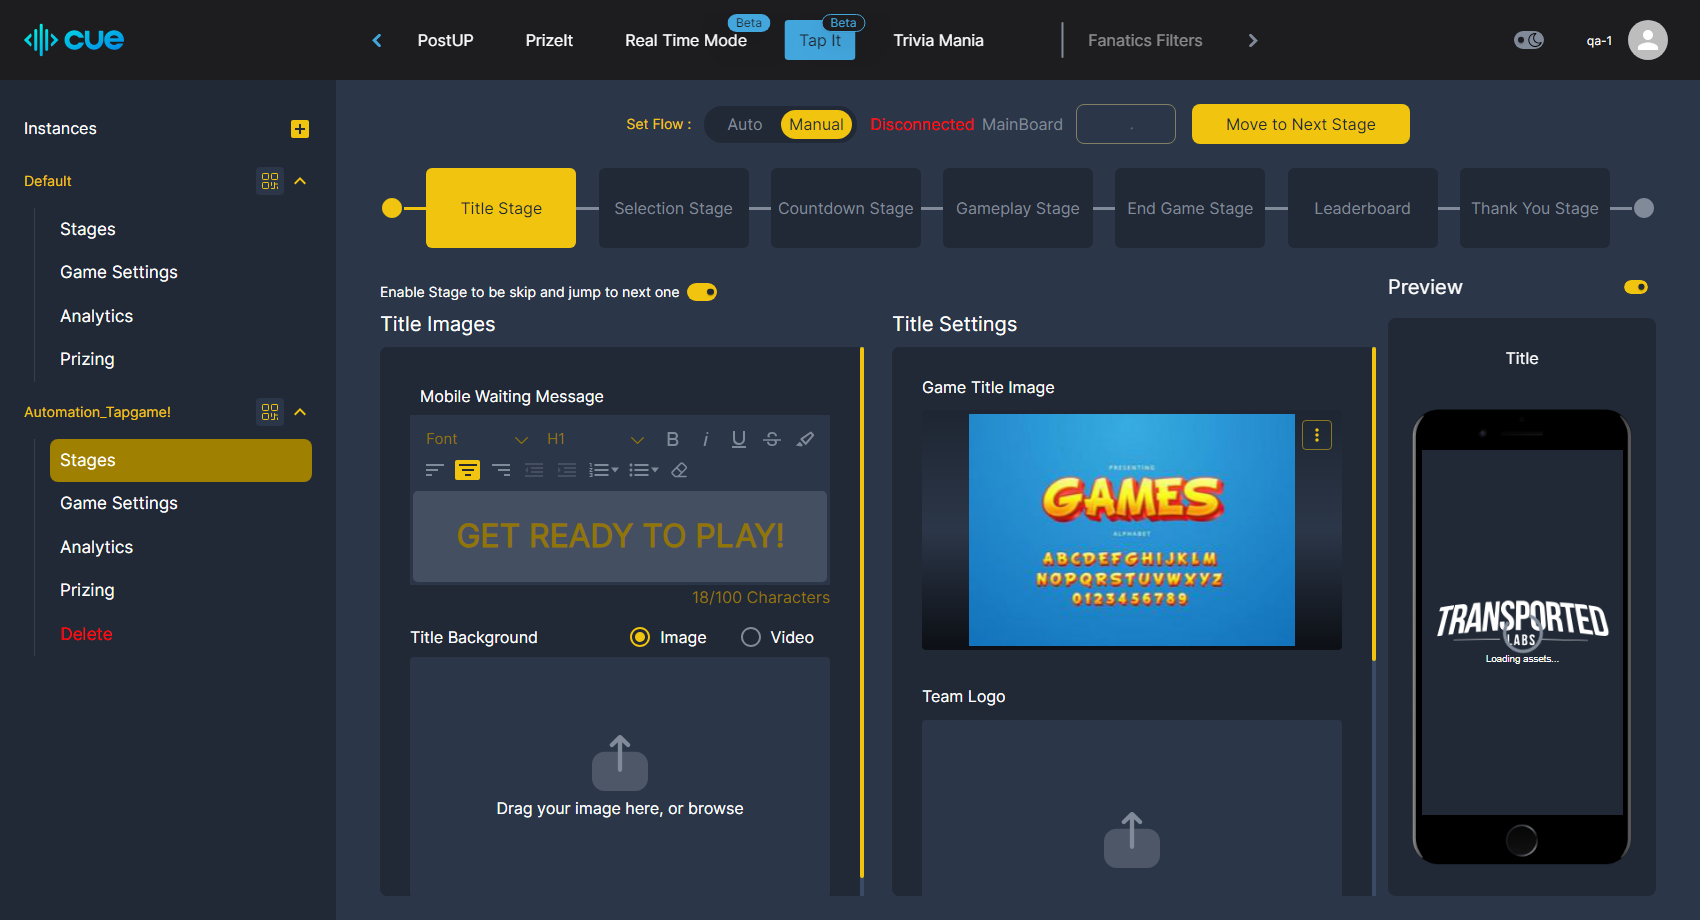 cue
PostUP
PrizeIt
Real Time Mode
Beta
Tap It
Beta
Trivia Mania
Fanatics Filters
qa-1
Instances
Default
Stages
Game Settings
Analytics
Prizing
Automation_Tapgame!
Stages
Game Settings
Analytics
Prizing
Delete
Set Flow :
Auto
Manual
Disconnected MainBoard
Move to Next Stage
Title Stage
Selection Stage
Countdown Stage
Gameplay Stage
End Game Stage
Leaderboard
Thank You Stage
Enable Stage to be skip and jump to next one
Title Images
Mobile Waiting Message
Font
H1
B
i
U
S
GET READY TO PLAY!
18/100 Characters
Title Background
Image
Video
Drag your image here, or browse
Title Settings
Game Title Image
PRESENTING
GAMES
ALPHABET
ABCDEFGHIJKLM
NOPQRSTUVWXYZ
0123456789
Team Logo
Preview
Title
TRANSPORTED
LABS
Loading assets...